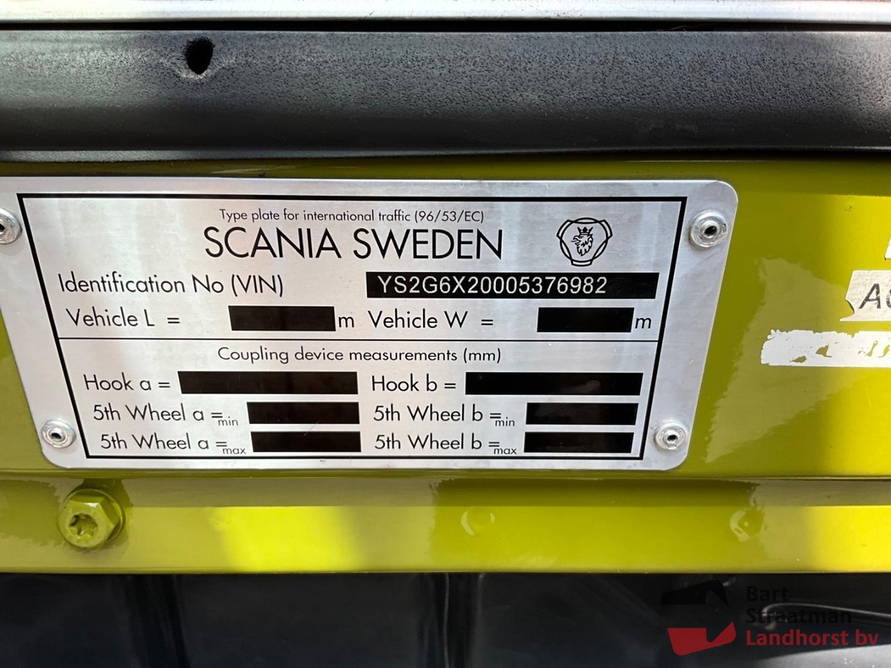 Type plate for international traffic (96/53/EC)
SCANIA SWEDEN
Identification No (VIN) YS2G6X20005376982
Vehicle L = m Vehicle W = m
Coupling device measurements (mm)
Hook a = Hook b =
5th Wheel a =min 5th Wheel b =min
5th Wheel a =max 5th Wheel b =max
Bart
Straatman
Landhorst bv